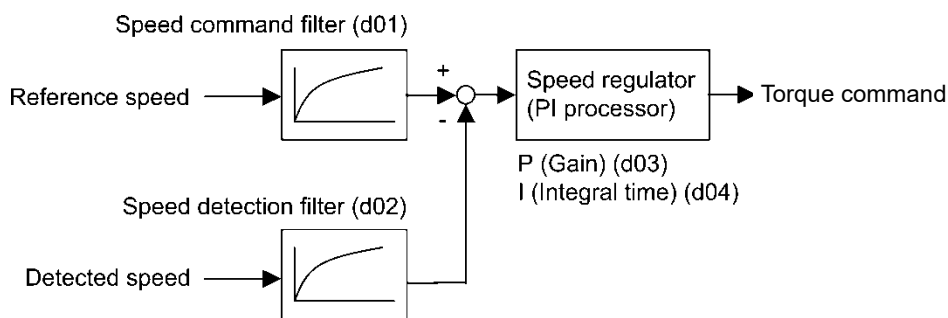 Speed command filter (d01)
Reference speed
+
-
Speed regulator
(PI processor)
Torque command
P (Gain) (d03)
I (Integral time) (d04)
Speed detection filter (d02)
Detected speed